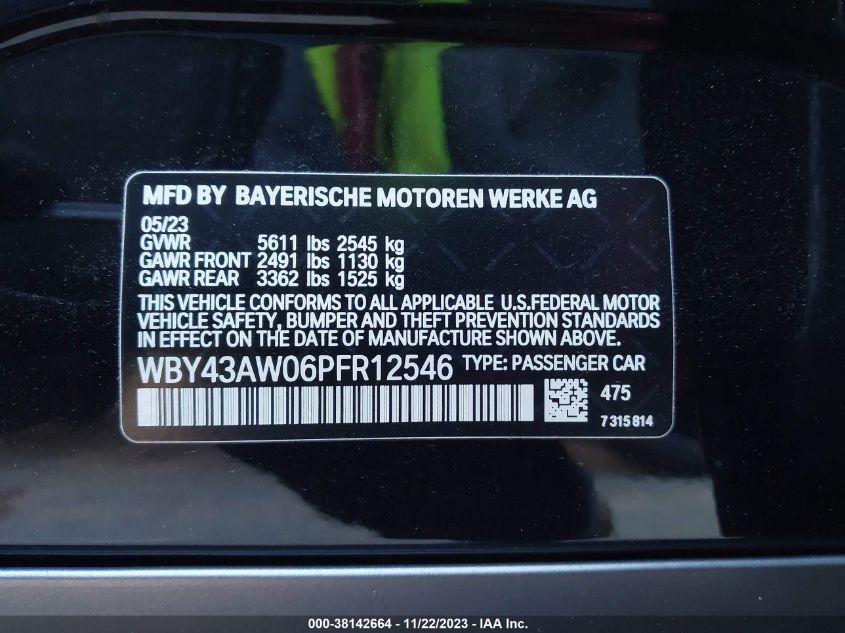 MFD BY BAYERISCHE MOTOREN WERKE AG
05/23
GVWR 5611 lbs 2545 kg
GAWR FRONT 2491 lbs 1130 kg
GAWR REAR 3362 lbs 1525 kg
THIS VEHICLE CONFORMS TO ALL APPLICABLE U.S.FEDERAL MOTOR
VEHICLE SAFETY, BUMPER AND THEFT PREVENTION STANDARDS
IN EFFECT ON THE DATE OF MANUFACTURE SHOWN ABOVE.
WBY43AW06PFR12546 TYPE: PASSENGER CAR
475
7 315 814
000-38142664 - 11/22/2023 - IAA Inc.